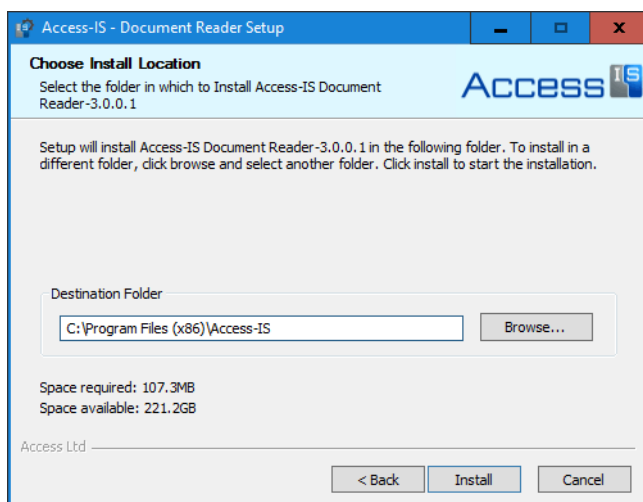 Access-IS - Document Reader Setup
Choose Install Location
Select the folder in which to Install Access-IS Document
Reader-3.0.0.1
Access IS
Setup will install Access-IS Document Reader-3.0.0.1 in the following folder. To install in a
different folder, click browse and select another folder. Click install to start the installation.
Destination Folder
C:\Program Files (x86)\Access-IS
Browse...
Space required: 107.3MB
Space available: 221.2GB
Access Ltd
< Back
Install
Cancel